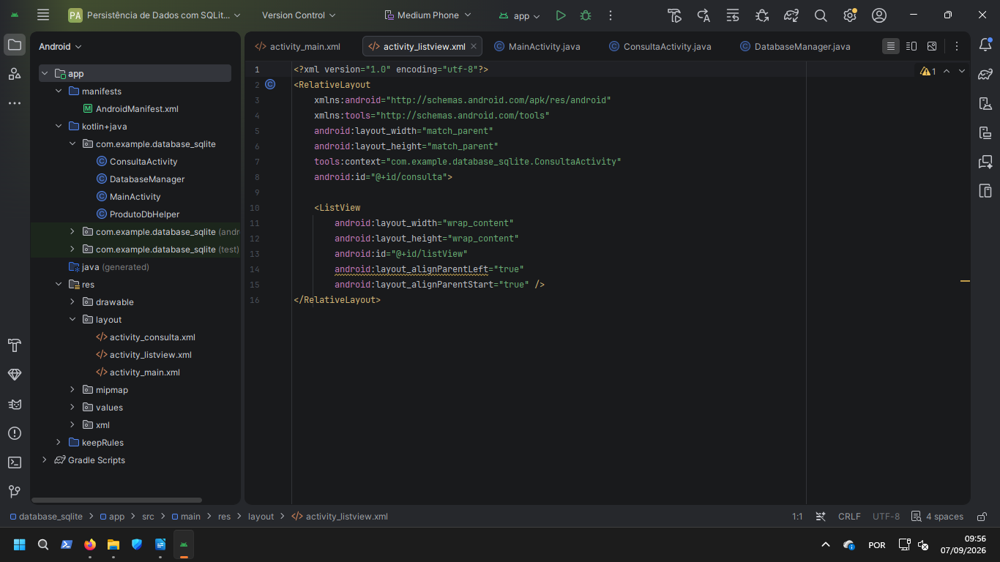 PA Persistência de Dados com SQLit... Version Control Medium Phone app
Android
activity_main.xml activity_listview.xml MainActivity.java ConsultaActivity.java DatabaseManager.java
app
manifests
AndroidManifest.xml
kotlin+java
com.example.database_sqlite
ConsultaActivity
DatabaseManager
MainActivity
ProdutoDbHelper
com.example.database_sqlite (andr
com.example.database_sqlite (test)
java (generated)
res
drawable
layout
activity_consulta.xml
activity_listview.xml
activity_main.xml
mipmap
values
xml
keepRules
Gradle Scripts
1 <?xml version="1.0" encoding="utf-8"?>
2 <RelativeLayout
3 xmlns:android="http://schemas.android.com/apk/res/android"
4 xmlns:tools="http://schemas.android.com/tools"
5 android:layout_width="match_parent"
6 android:layout_height="match_parent"
7 tools:context="com.example.database_sqlite.ConsultaActivity"
8 android:id="@+id/consulta">
9
10 <ListView
11 android:layout_width="wrap_content"
12 android:layout_height="wrap_content"
13 android:id="@+id/listView"
14 android:layout_alignParentLeft="true"
15 android:layout_alignParentStart="true" />
16 </RelativeLayout>
1
database_sqlite app src main res layout activity_listview.xml
1:1 CRLF UTF-8 4 spaces
POR
09:56
07/09/2026